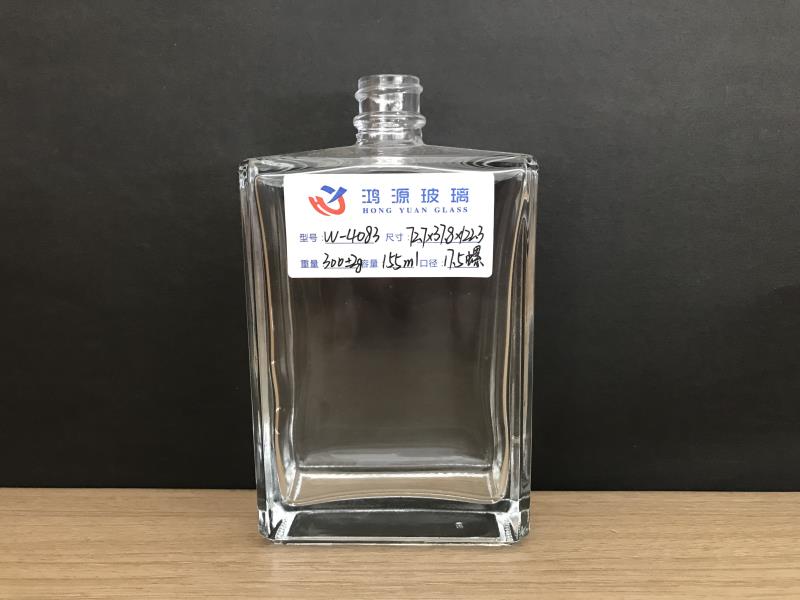 鸿源玻璃
HONG YUAN GLASS
型号: W-4083 尺寸: 72.7x37.8x122.3
重量: 300±2g 容量: 155ml 口径: 17.5螺